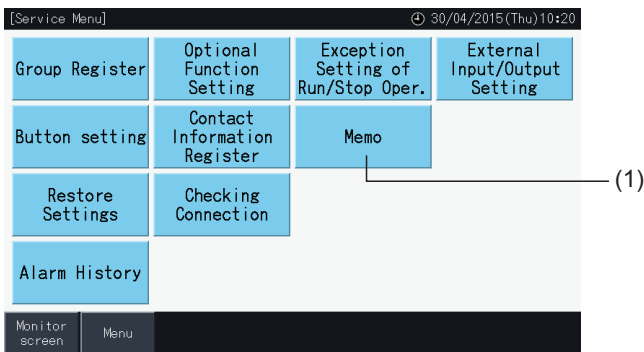 [Service Menu] 30/04/2015(Thu)10:20
Group Register
Optional
Function
Setting
Exception
Setting of
Run/Stop Oper.
External
Input/Output
Setting
Button setting
Contact
Information
Register
Memo
(1)
Restore
Settings
Checking
Connection
Alarm History
Monitor
screen
Menu